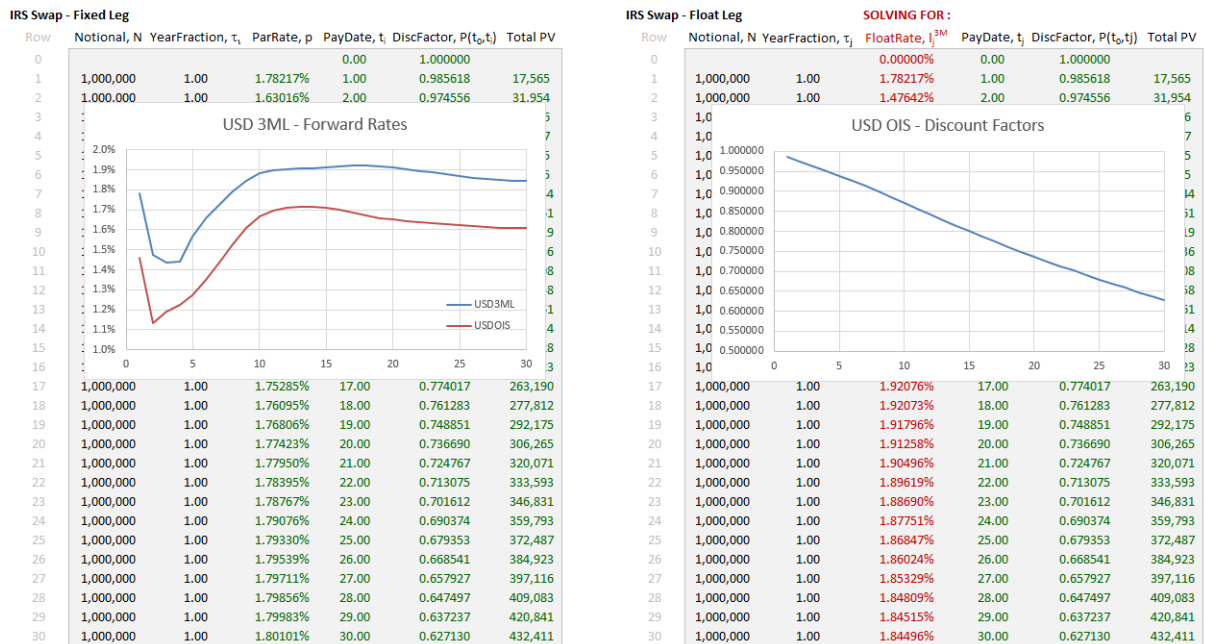 IRS Swap - Fixed Leg
Row Notional, N YearFraction, τι ParRate, p PayDate, ti DiscFactor, P(t0,ti) Total PV
0 0.00 1.000000
1 1,000,000 1.00 1.78217% 1.00 0.985618 17,565
2 1.000.000 1.00 1.63016% 2.00 0.974556 31,954
3
4
5
6
7
8
9
10
11
12
13
14
15
16
USD 3ML - Forward Rates
2.0%
1.9%
1.8%
1.7%
1.6%
1.5%
1.4%
1.3%
1.2%
1.1%
1.0%
0 5 10 15 20 25 30
USD3ML
USDOIS
17 1,000,000 1.00 1.75285% 17.00 0.774017 263,190
18 1,000,000 1.00 1.76095% 18.00 0.761283 277,812
19 1,000,000 1.00 1.76806% 19.00 0.748851 292,175
20 1,000,000 1.00 1.77423% 20.00 0.736690 306,265
21 1,000,000 1.00 1.77950% 21.00 0.724767 320,071
22 1,000,000 1.00 1.78395% 22.00 0.713075 333,593
23 1,000,000 1.00 1.78767% 23.00 0.701612 346,831
24 1,000,000 1.00 1.79076% 24.00 0.690374 359,793
25 1,000,000 1.00 1.79330% 25.00 0.679353 372,487
26 1,000,000 1.00 1.79539% 26.00 0.668541 384,923
27 1,000,000 1.00 1.79711% 27.00 0.657927 397,116
28 1,000,000 1.00 1.79856% 28.00 0.647497 409,083
29 1,000,000 1.00 1.79983% 29.00 0.637237 420,841
30 1,000,000 1.00 1.80101% 30.00 0.627130 432,411
IRS Swap - Float Leg SOLVING FOR :
Row Notional, N YearFraction, τj FloatRate, lj3M PayDate, tj DiscFactor, P(t0,tj) Total PV
0 0.00000% 0.00 1.000000
1 1,000,000 1.00 1.78217% 1.00 0.985618 17,565
2 1,000,000 1.00 1.47642% 2.00 0.974556 31,954
3
4
5
6
7
8
9
10
11
12
13
14
15
16
USD OIS - Discount Factors
1.000000
0.950000
0.900000
0.850000
0.800000
0.750000
0.700000
0.650000
0.600000
0.550000
0.500000
0 5 10 15 20 25 30
17 1,000,000 1.00 1.92076% 17.00 0.774017 263,190
18 1,000,000 1.00 1.92073% 18.00 0.761283 277,812
19 1,000,000 1.00 1.91796% 19.00 0.748851 292,175
20 1,000,000 1.00 1.91258% 20.00 0.736690 306,265
21 1,000,000 1.00 1.90496% 21.00 0.724767 320,071
22 1,000,000 1.00 1.89619% 22.00 0.713075 333,593
23 1,000,000 1.00 1.88690% 23.00 0.701612 346,831
24 1,000,000 1.00 1.87751% 24.00 0.690374 359,793
25 1,000,000 1.00 1.86847% 25.00 0.679353 372,487
26 1,000,000 1.00 1.86024% 26.00 0.668541 384,923
27 1,000,000 1.00 1.85329% 27.00 0.657927 397,116
28 1,000,000 1.00 1.84809% 28.00 0.647497 409,083
29 1,000,000 1.00 1.84515% 29.00 0.637237 420,841
30 1,000,000 1.00 1.84496% 30.00 0.627130 432,411